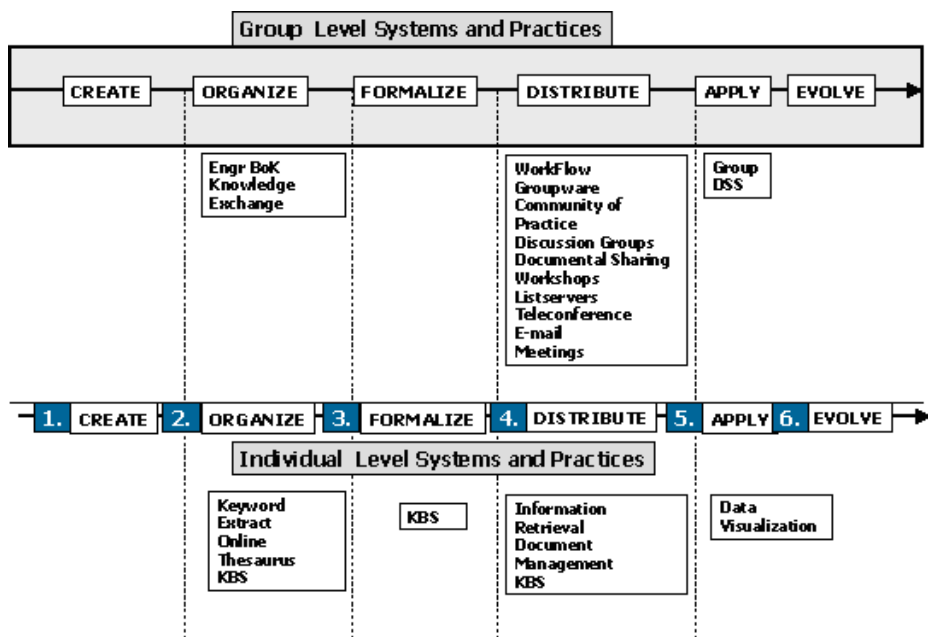 Group Level Systems and Practices
CREATE
ORGANIZE
FORMALIZE
DISTRIBUTE
APPLY
EVOLVE
Engr BoK
Knowledge
Exchange
WorkFlow
Groupware
Community of
Practice
Discussion Groups
Documental Sharing
Workshops
Listservers
Teleconference
E-mail
Meetings
Group
DSS
1. CREATE
2. ORGANIZE
3. FORMALIZE
4. DISTRIBUTE
5. APPLY
6. EVOLVE
Individual Level Systems and Practices
Keyword
Extract
Online
Thesaurus
KBS
KBS
Information
Retrieval
Document
Management
KBS
Data
Visualization